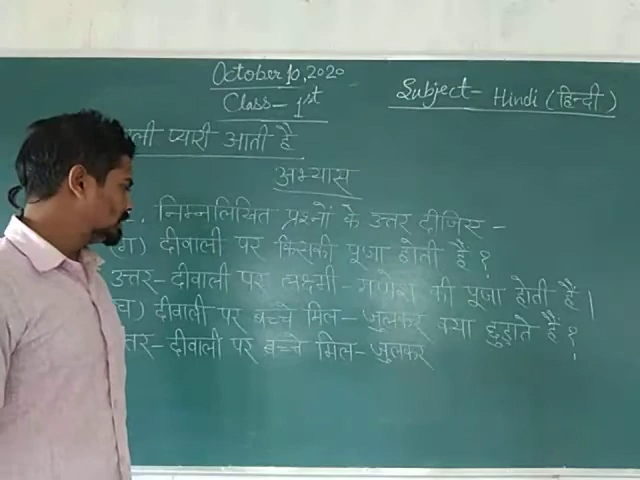 October 10, 2020
Class- 1st
Subject- Hindi (हिन्दी)
ली प्यारी आती है
अभ्यास
निम्नलिखित प्रश्नों के उत्तर दीजिए -
(ग) दीवाली पर किसकी पूजा होती हैं ?
उत्तर- दीवाली पर लक्ष्मी- गणेश की पूजा होती हैं ।
घ) दीवाली पर बच्चे मिल- जुलकर क्या छुड़ाते हैं ?
त्तर- दीवाली पर बच्चे मिल- जुलकर